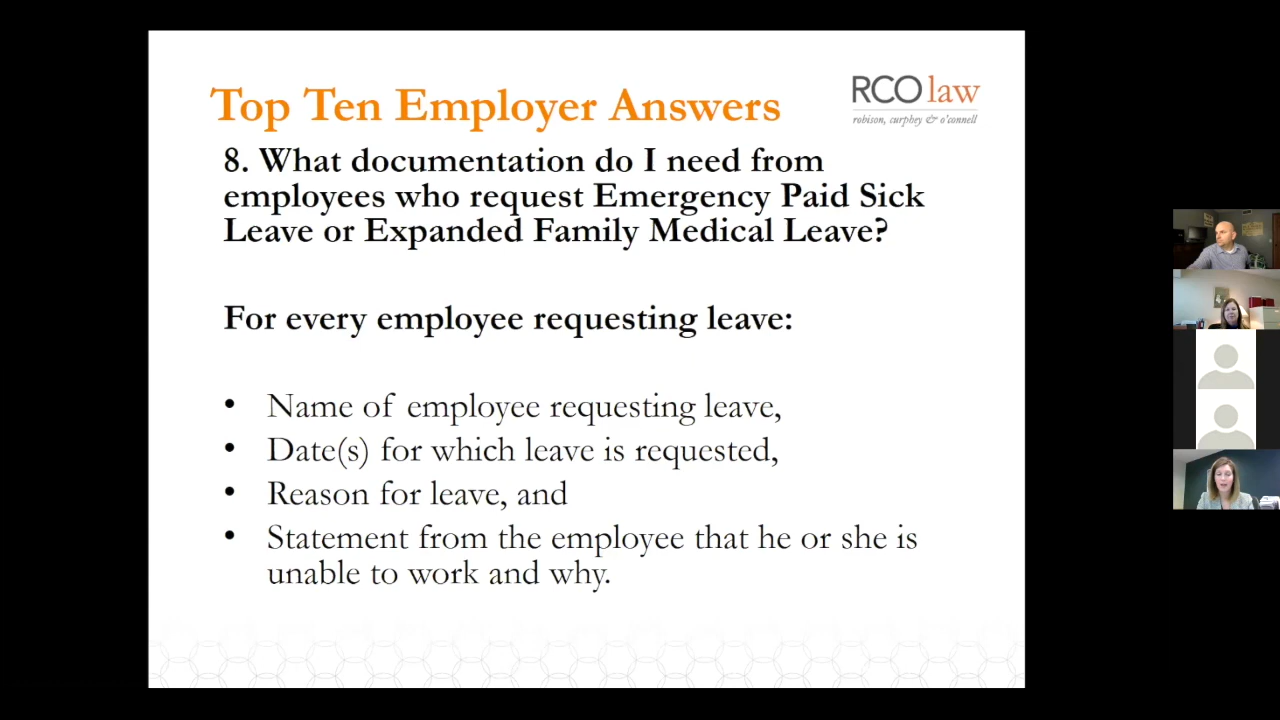 Top Ten Employer Answers
RCO law
robison, curphey & o'connell
8. What documentation do I need from
employees who request Emergency Paid Sick
Leave or Expanded Family Medical Leave?
For every employee requesting leave:
• Name of employee requesting leave,
• Date(s) for which leave is requested,
• Reason for leave, and
• Statement from the employee that he or she is
unable to work and why.